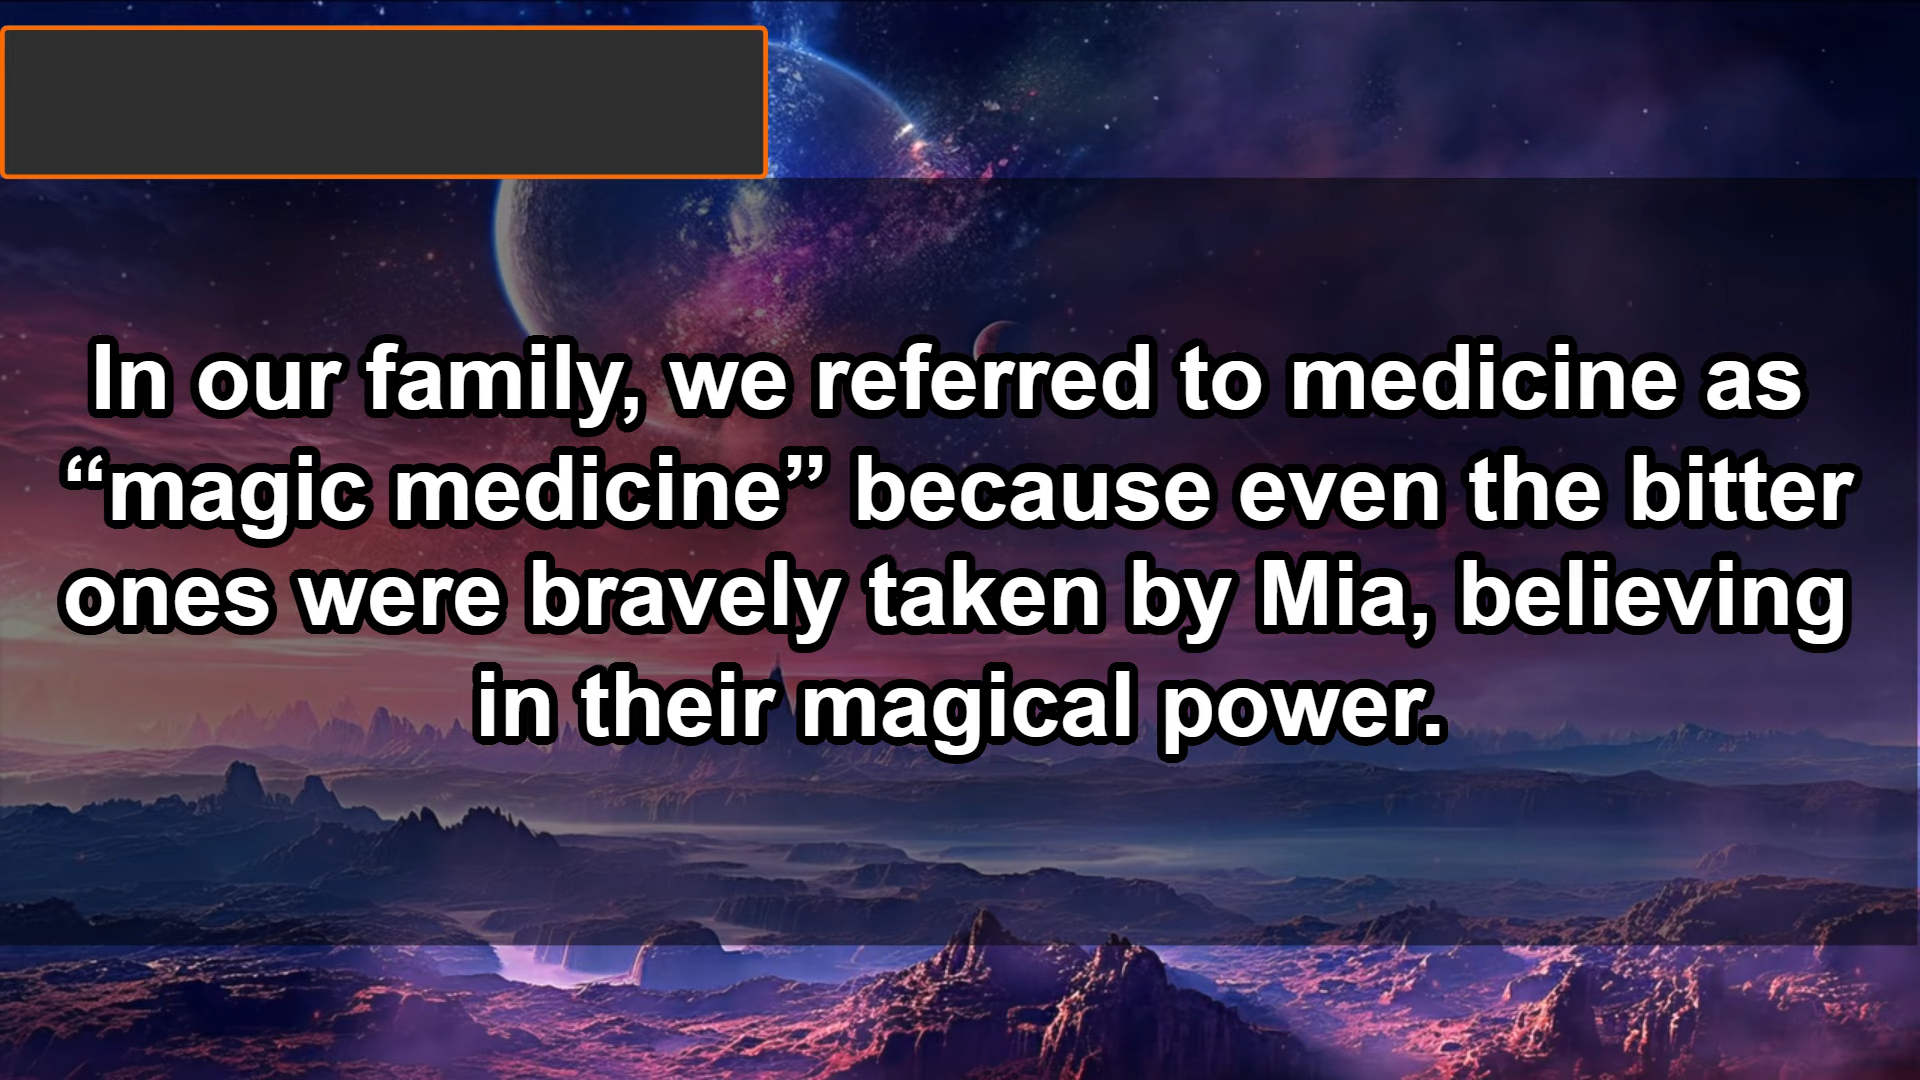 In our family, we referred to medicine as
“magic medicine” because even the bitter
ones were bravely taken by Mia, believing
in their magical power.